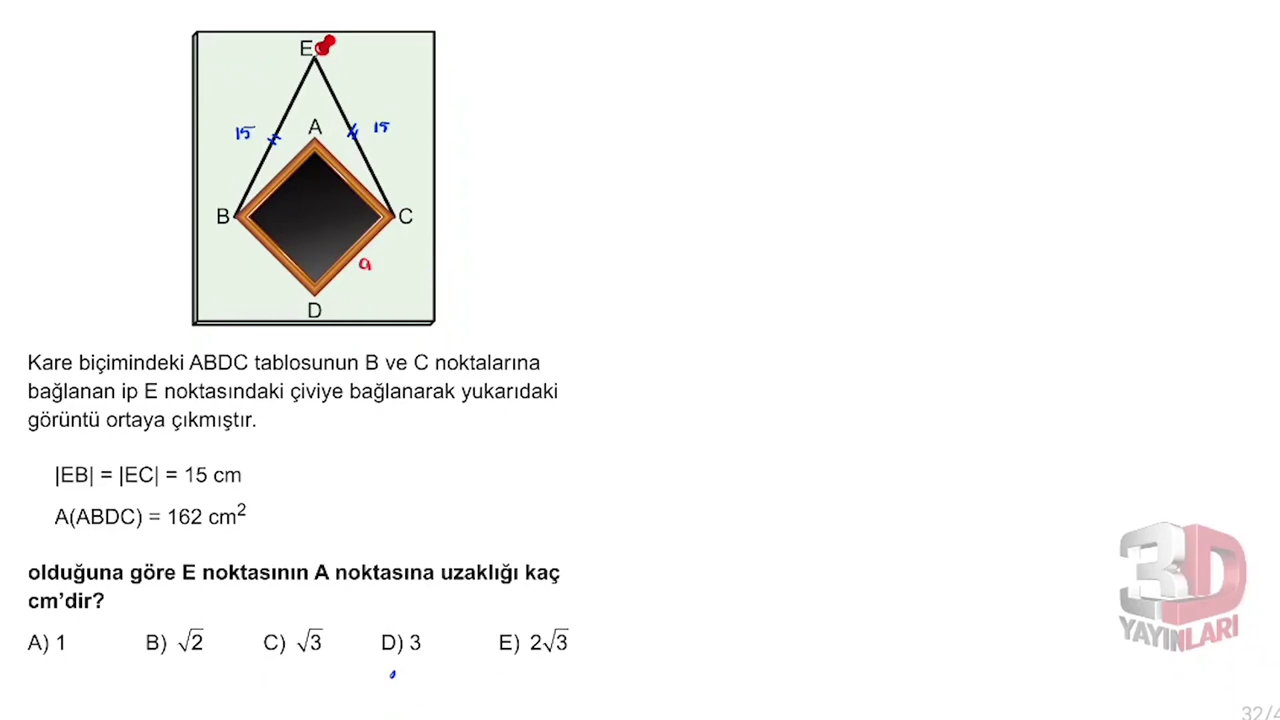 E
A
15
15
B
C
a
D
Kare biçimindeki ABDC tablosunun B ve C noktalarına
bağlanan ip E noktasındaki çiviye bağlanarak yukarıdaki
görüntü ortaya çıkmıştır.
|EB| = |EC| = 15 cm
A(ABDC) = 162 cm²
olduğuna göre E noktasının A noktasına uzaklığı kaç
cm’dir?
A) 1 B) √2 C) √3 D) 3 E) 2√3
3D
YAYINLARI
32/4